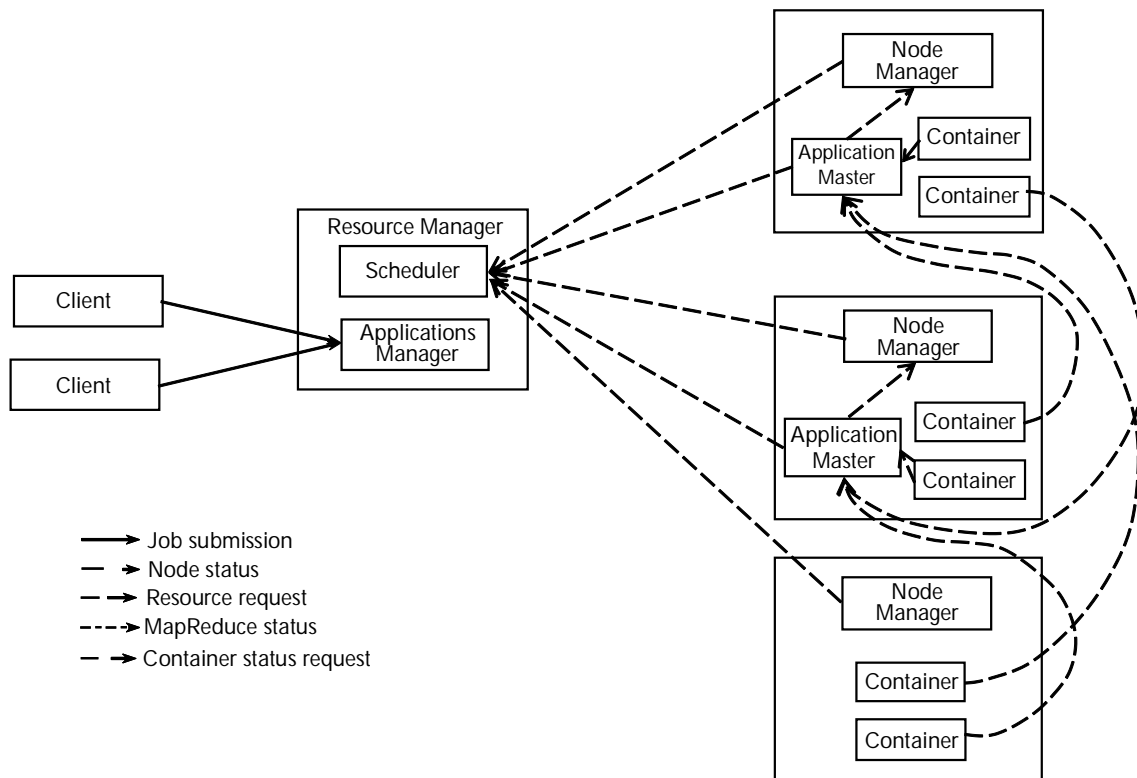 Client
Client
Resource Manager
Scheduler
Applications
Manager
Node
Manager
Application
Master
Container
Container
Node
Manager
Application
Master
Container
Container
Node
Manager
Container
Container
Job submission
Node status
Resource request
MapReduce status
Container status request